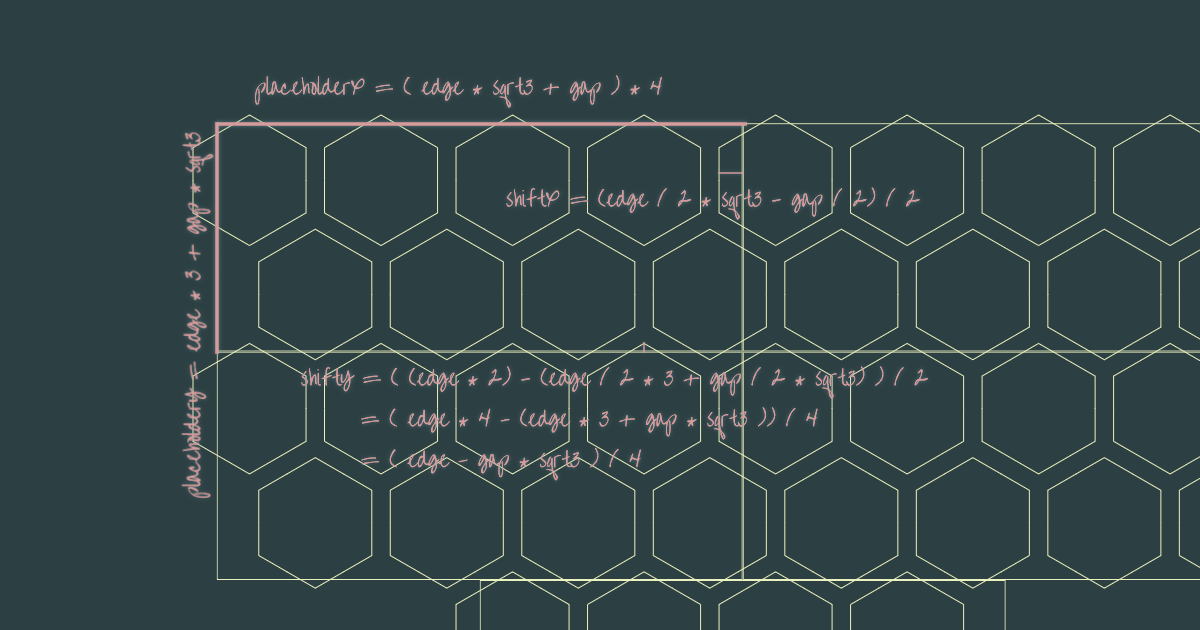 placeholderX = ( edge * sqrt3 + gap ) * 4
placeholdery = edge * 3 + gap * sqrt3
shiftX = (edge / 2 * sqrt3 - gap / 2) / 2
shifty = ( (edge * 2) - (edge / 2 * 3 + gap / 2 * sqrt3) ) / 2
= ( edge * 4 - (edge * 3 + gap * sqrt3 )) / 4
= ( edge - gap * sqrt3 ) / 4